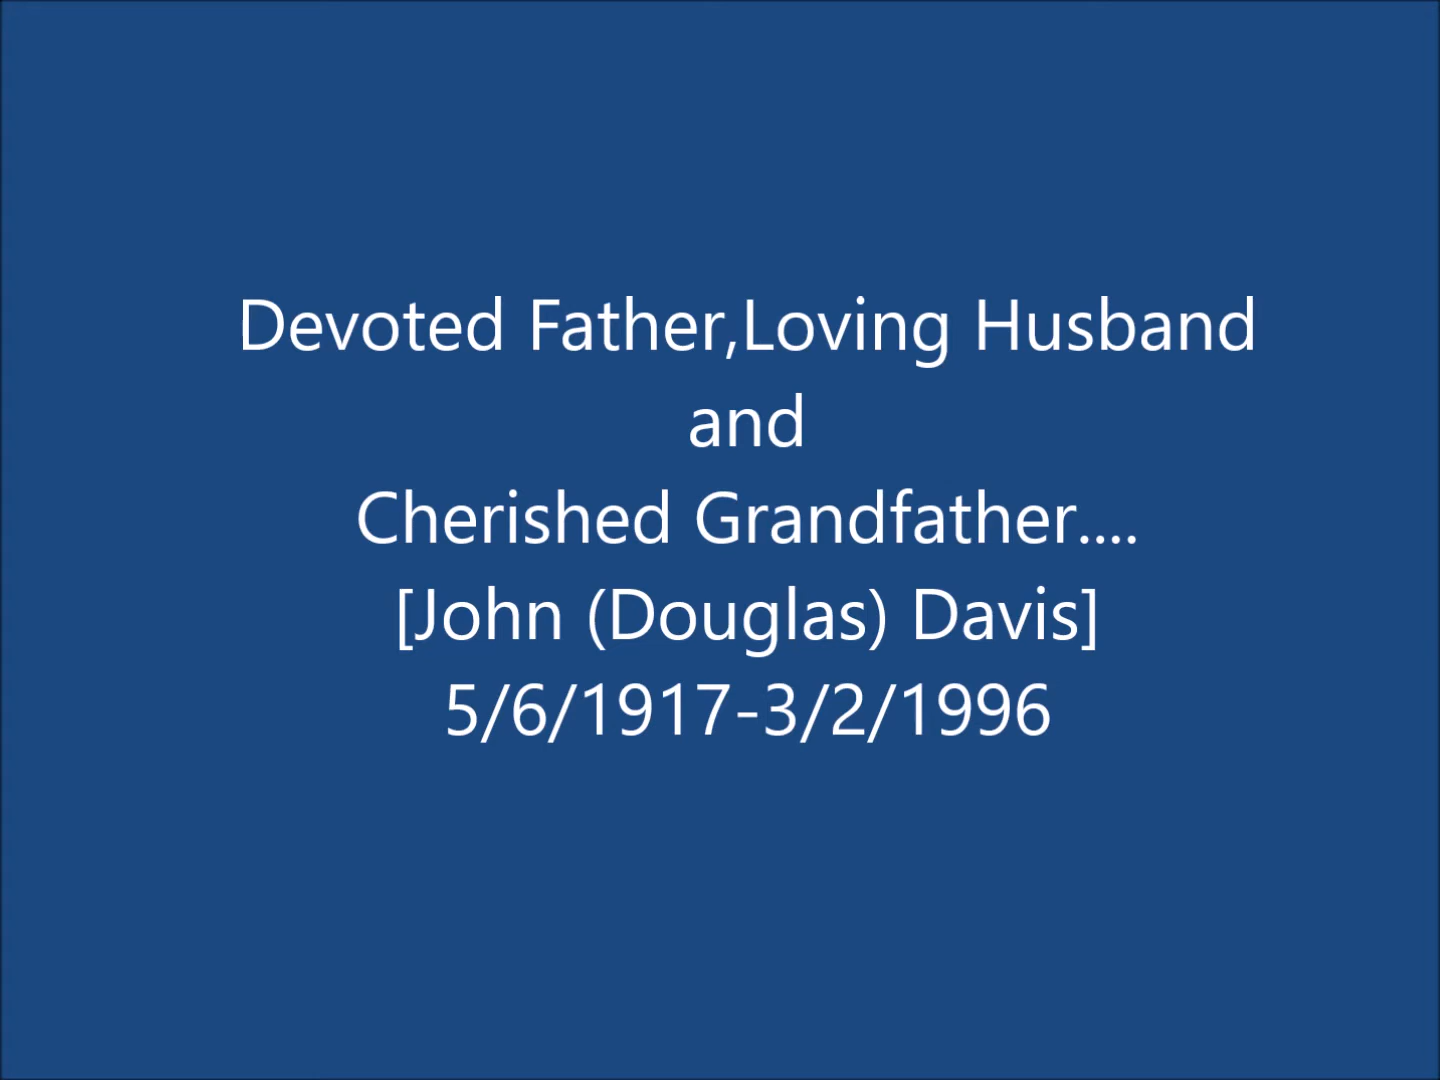 Devoted Father,Loving Husband
and
Cherished Grandfather....
[John (Douglas) Davis]
5/6/1917-3/2/1996